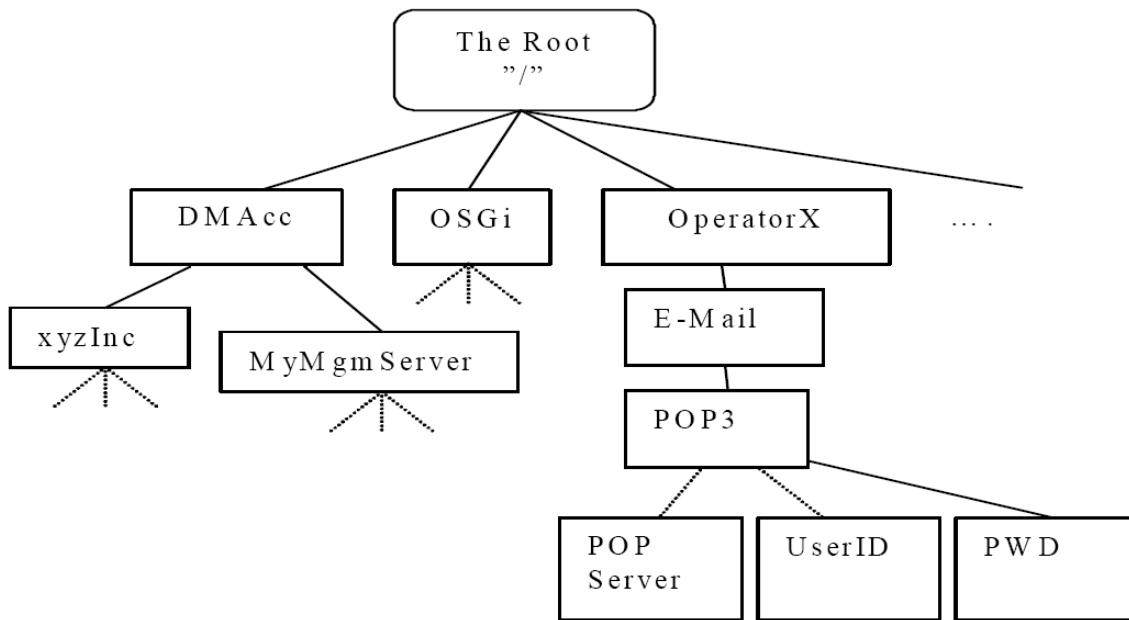 The Root
”/”
DMAcc
OSGi
OperatorX
... .
xyzInc
MyMgmServer
E-Mail
POP3
POP
Server
UserID
PWD